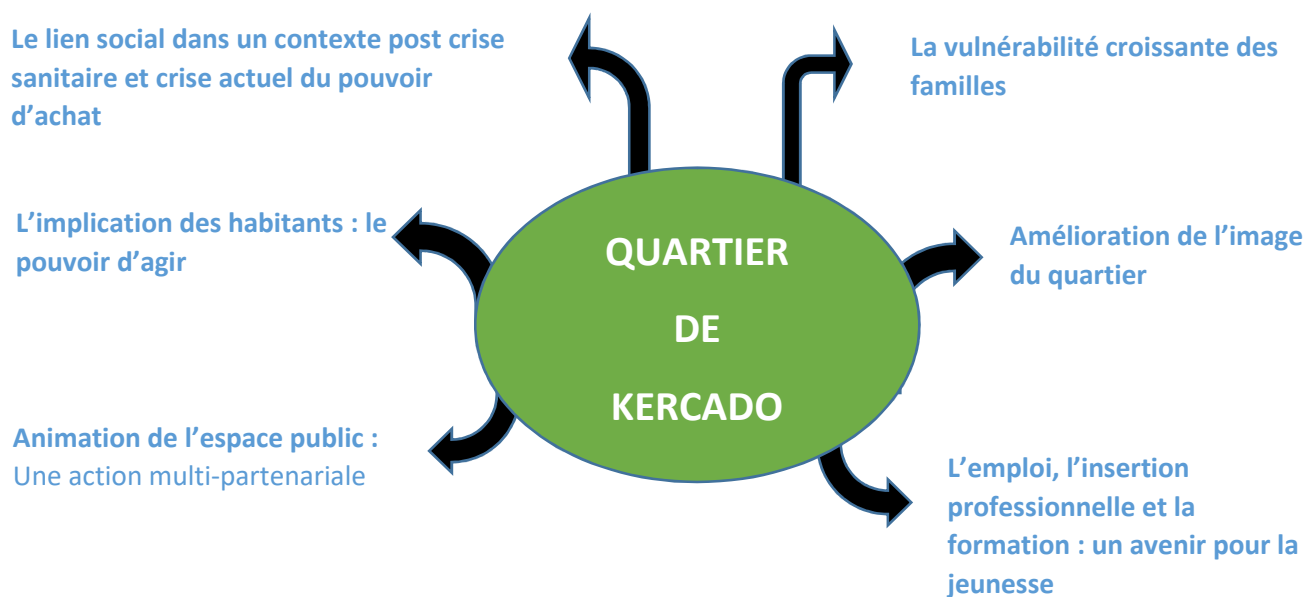 Le lien social dans un contexte post crise
sanitaire et crise actuel du pouvoir
d’achat
La vulnérabilité croissante des
familles
L’implication des habitants : le
pouvoir d’agir
QUARTIER
DE
KERCADO
Amélioration de l’image
du quartier
Animation de l’espace public :
Une action multi-partenariale
L’emploi, l’insertion
professionnelle et la
formation : un avenir pour la
jeunesse